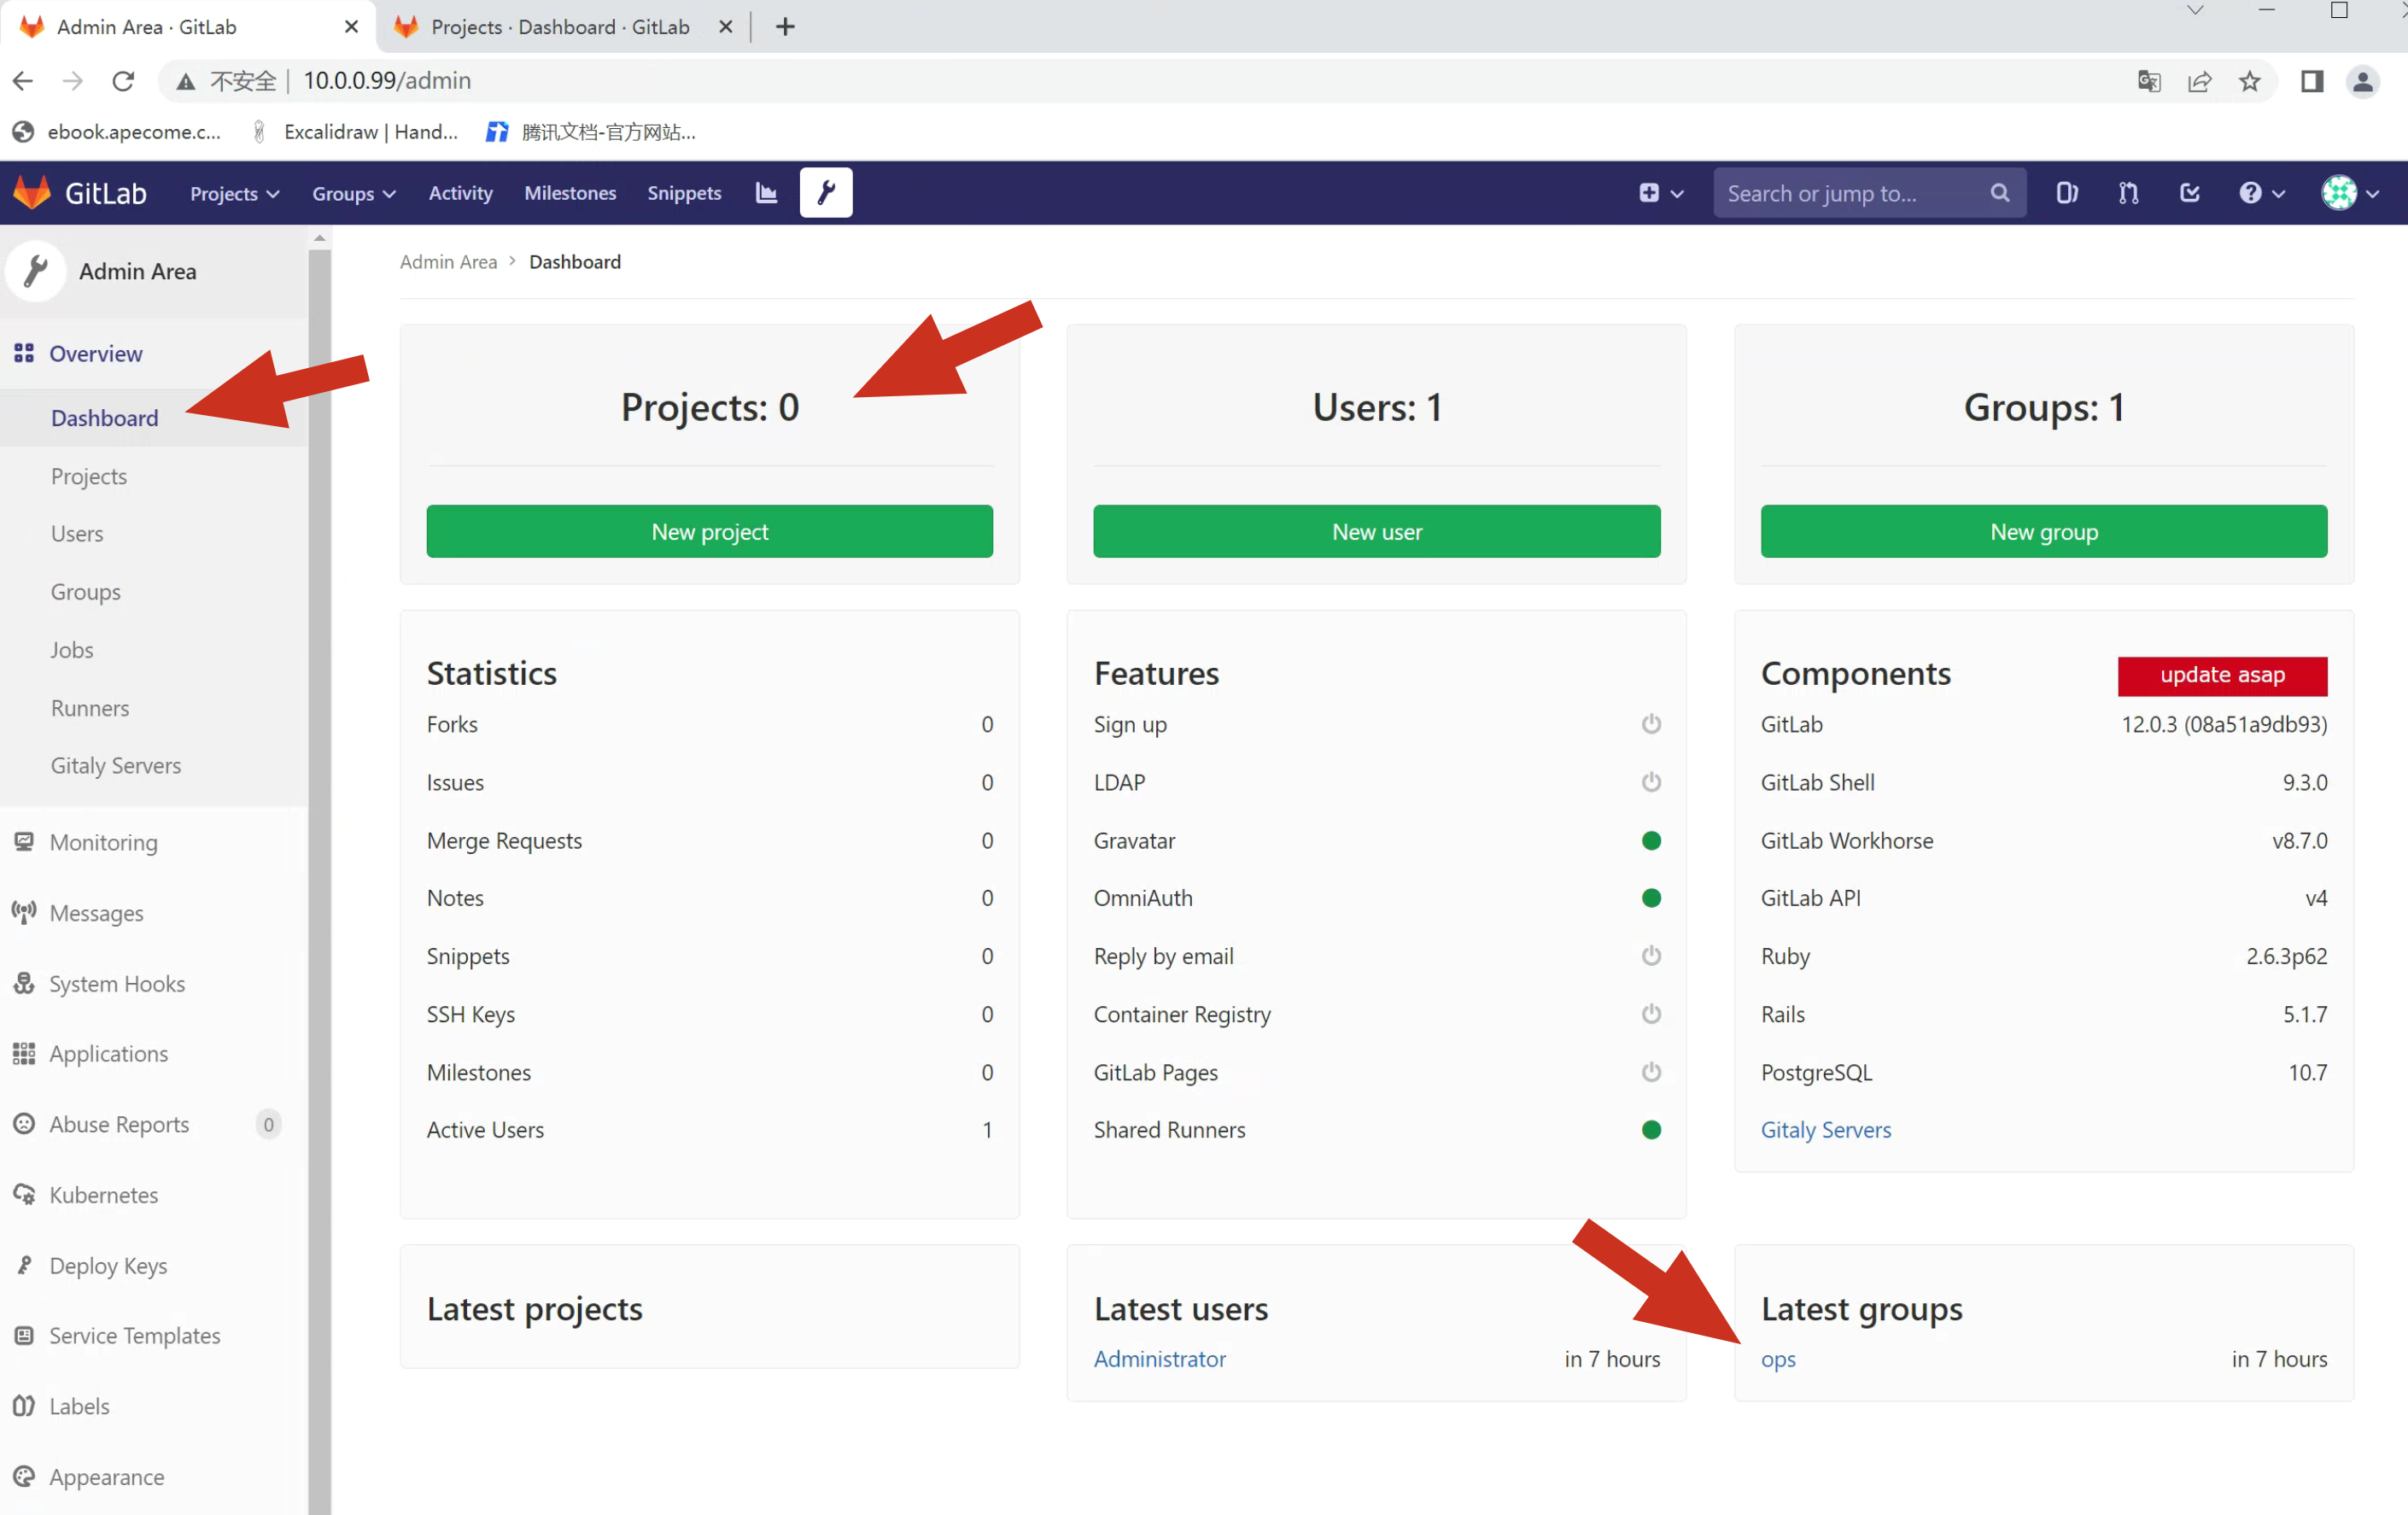 Admin Area · GitLab
Projects · Dashboard · GitLab
不安全 | 10.0.0.99/admin
ebook.apecome.c...
Excalidraw | Hand...
腾讯文档-官方网站...
GitLab
Projects
Groups
Activity
Milestones
Snippets
Search or jump to...
Admin Area
Overview
Dashboard
Projects
Users
Groups
Jobs
Runners
Gitaly Servers
Monitoring
Messages
System Hooks
Applications
Abuse Reports 0
Kubernetes
Deploy Keys
Service Templates
Labels
Appearance
Admin Area > Dashboard
Projects: 0
New project
Users: 1
New user
Groups: 1
New group
Statistics
Forks 0
Issues 0
Merge Requests 0
Notes 0
Snippets 0
SSH Keys 0
Milestones 0
Active Users 1
Features
Sign up
LDAP
Gravatar
OmniAuth
Reply by email
Container Registry
GitLab Pages
Shared Runners
Components update asap
GitLab 12.0.3 (08a51a9db93)
GitLab Shell 9.3.0
GitLab Workhorse v8.7.0
GitLab API v4
Ruby 2.6.3p62
Rails 5.1.7
PostgreSQL 10.7
Gitaly Servers
Latest projects
Latest users
Administrator in 7 hours
Latest groups
ops in 7 hours